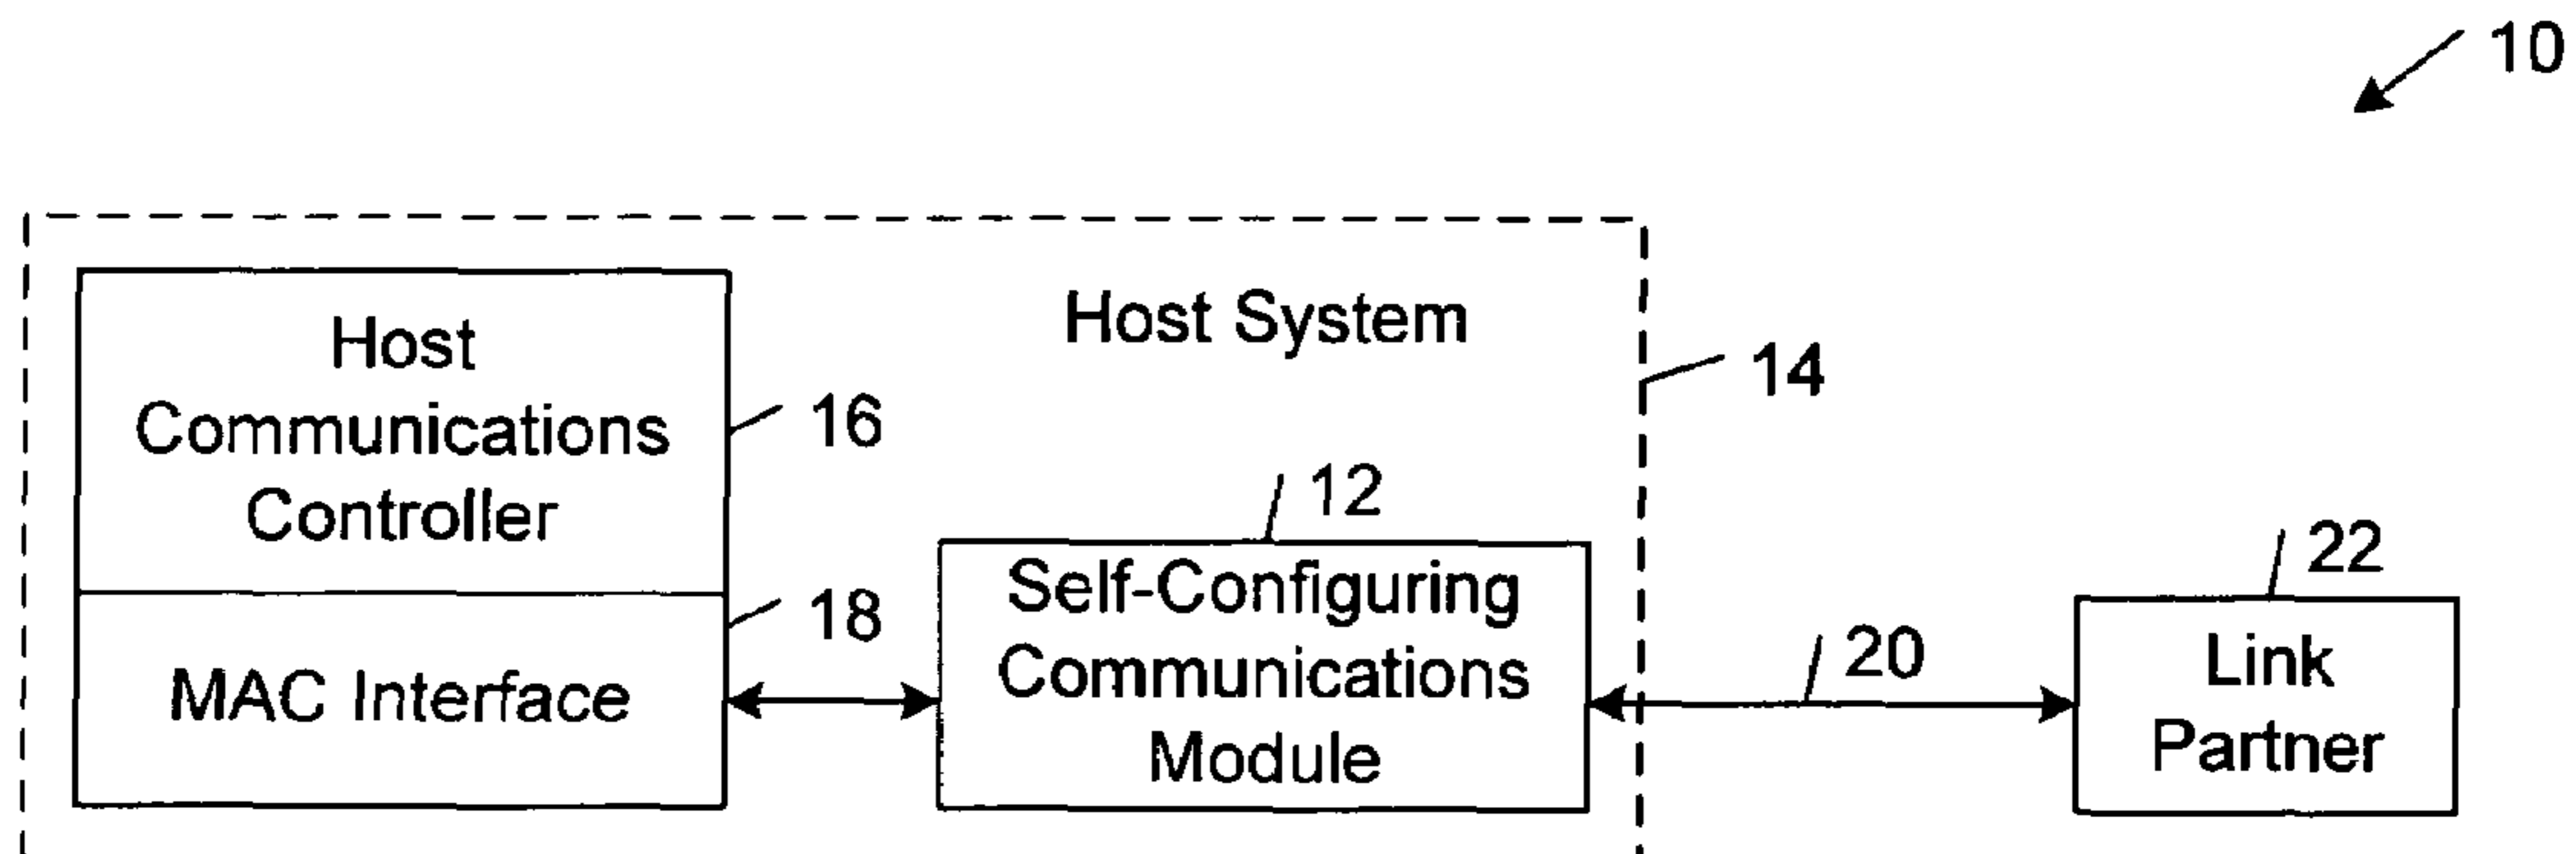 10
Host System
Host
Communications
Controller
14
16
12
Self-Configuring
Communications
Module
22
18
20
Link
Partner
MAC Interface